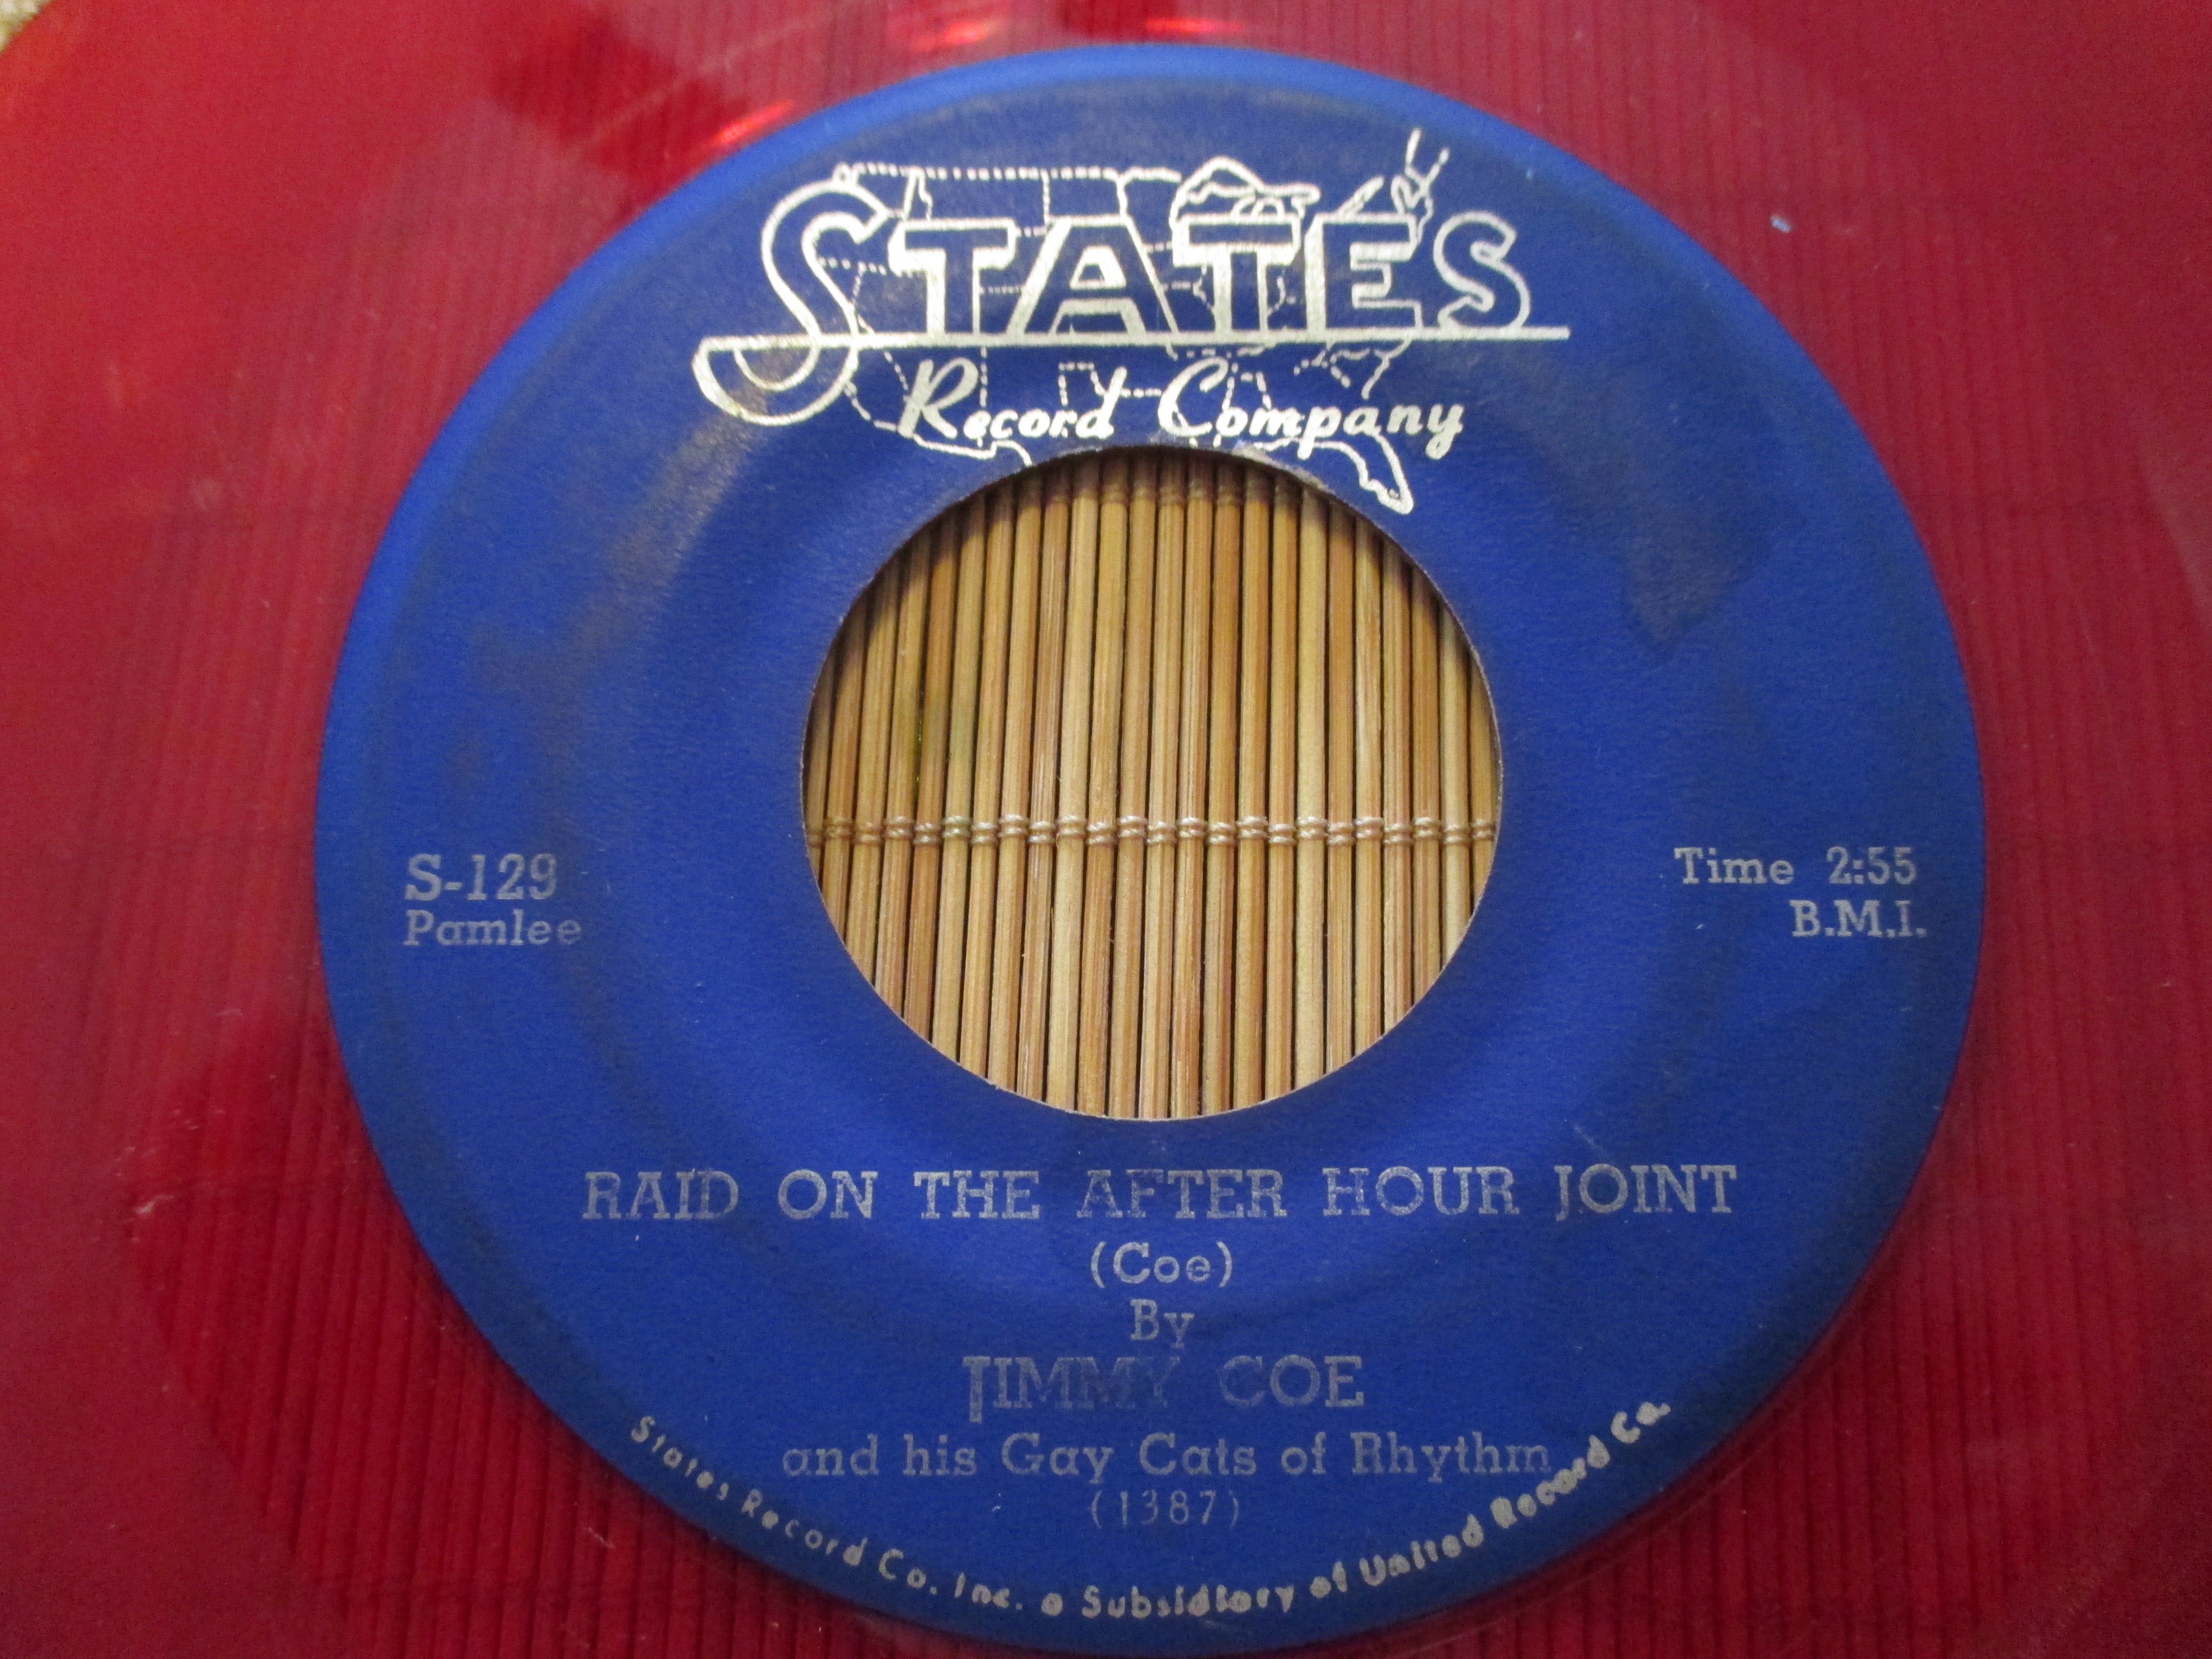 STATES
Record Company
S-129
Pamlee
Time 2:55
B.M.I.
RAID ON THE AFTER HOUR JOINT
(Coe)
By
JIMMY COE
and his Gay Cats of Rhythm
(1387)
States Record Co. Inc. • Subsidiary of United Record Co.